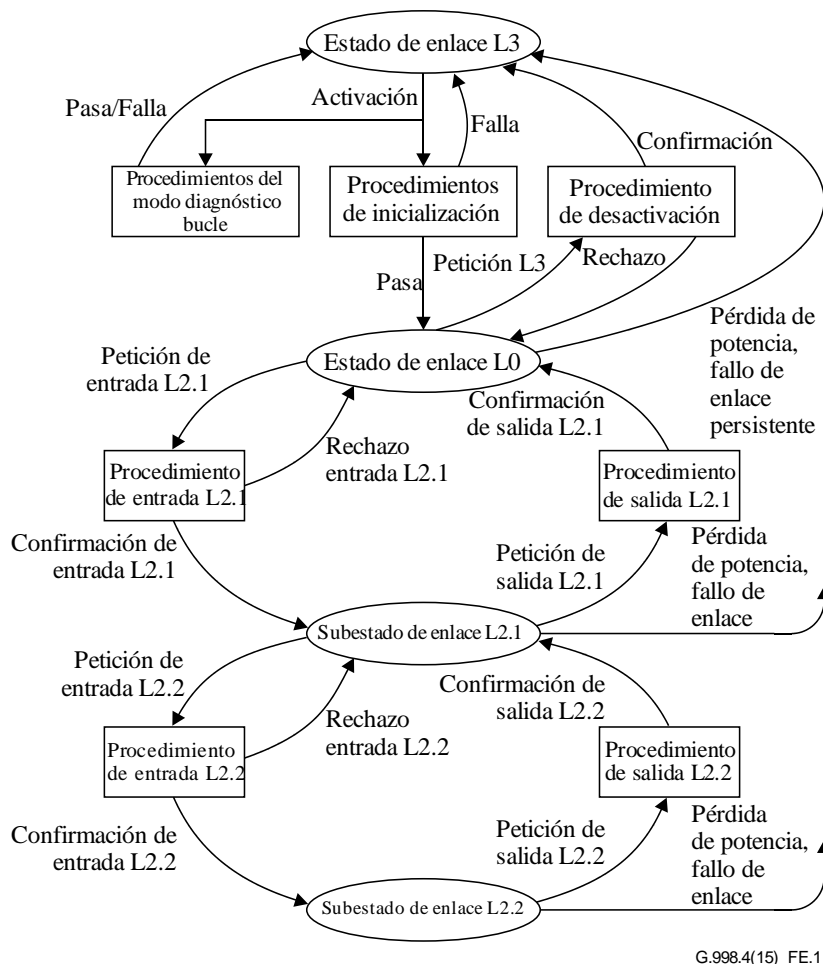 Estado de enlace L3
Activación
Pasa/Falla
Falla
Confirmación
Procedimientos del
modo diagnóstico
bucle
Procedimientos
de inicialización
Procedimiento
de desactivación
Petición L3
Rechazo
Pasa
Pérdida de
potencia,
fallo de
enlace
persistente
Petición de
entrada L2.1
Estado de enlace L0
Confirmación
de salida L2.1
Rechazo
entrada L2.1
Procedimiento
de entrada L2.1
Procedimiento
de salida L2.1
Confirmación de
entrada L2.1
Petición de
salida L2.1
Pérdida
de potencia,
fallo de
enlace
Subestado de enlace L2.1
Petición de
entrada L2.2
Confirmación de
salida L2.2
Rechazo
entrada L2.2
Procedimiento
de entrada L2.2
Procedimiento
de salida L2.2
Confirmación de
entrada L2.2
Petición de
salida L2.2
Pérdida
de potencia,
fallo de
enlace
Subestado de enlace L2.2
G.998.4(15)_FE.1